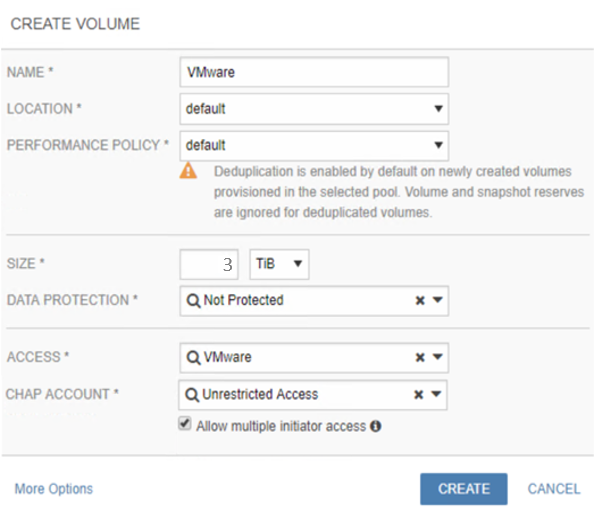 CREATE VOLUME
NAME * VMware
LOCATION * default
PERFORMANCE POLICY * default
Deduplication is enabled by default on newly created volumes
provisioned in the selected pool. Volume and snapshot reserves
are ignored for deduplicated volumes.
SIZE * 3 TiB
DATA PROTECTION * Not Protected
ACCESS * VMware
CHAP ACCOUNT * Unrestricted Access
Allow multiple initiator access
More Options CREATE CANCEL